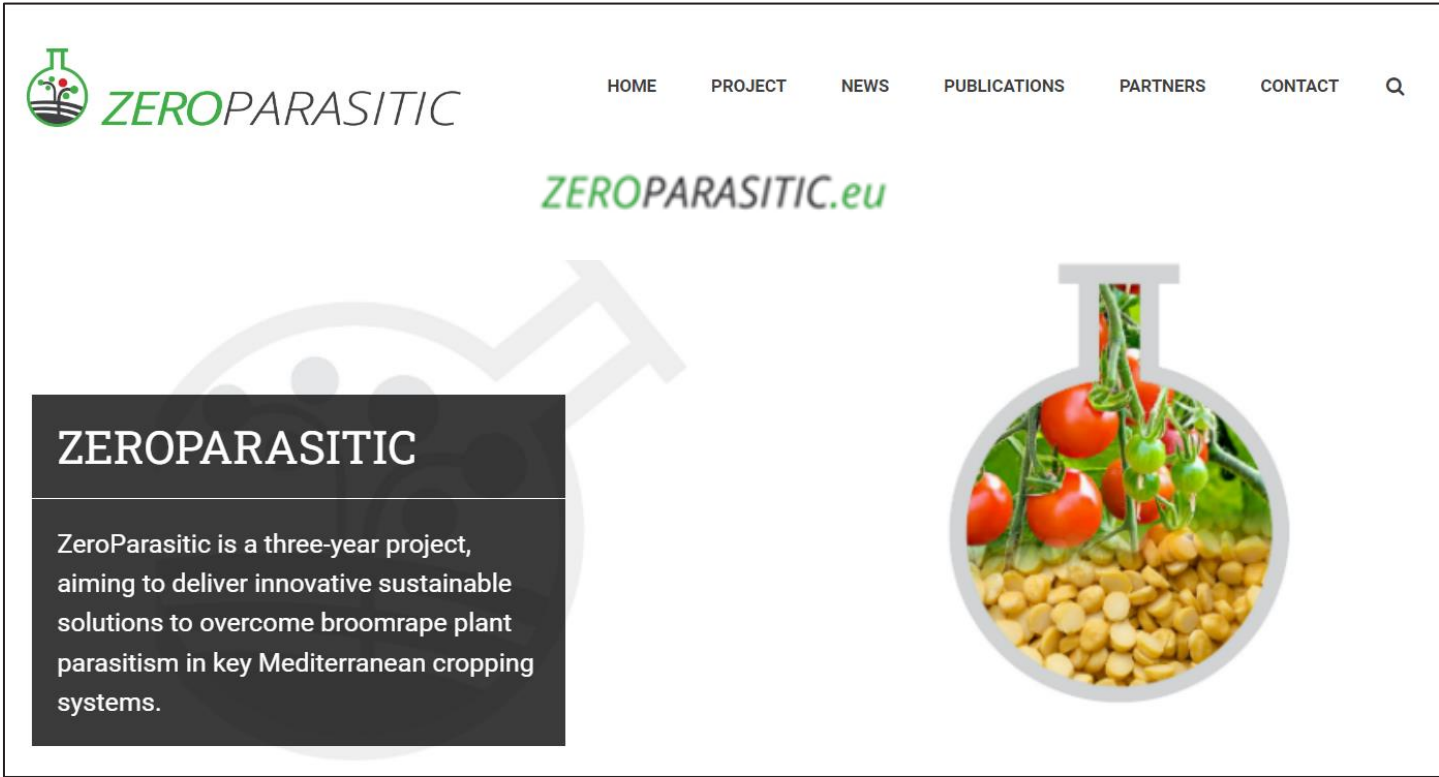 ZEROPARASITIC
HOME PROJECT NEWS PUBLICATIONS PARTNERS CONTACT
ZEROPARASITIC.eu
ZEROPARASITIC
ZeroParasitic is a three-year project,
aiming to deliver innovative sustainable
solutions to overcome broomrape plant
parasitism in key Mediterranean cropping
systems.